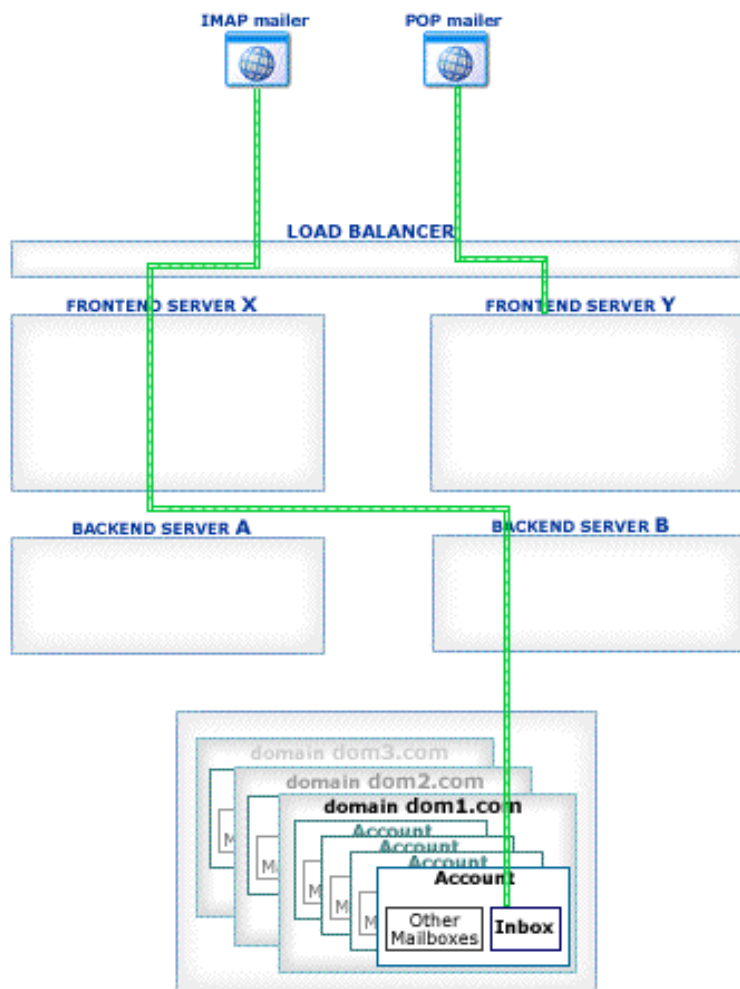 IMAP mailer
POP mailer
LOAD BALANCER
FRONTEND SERVER X
FRONTEND SERVER Y
BACKEND SERVER A
BACKEND SERVER B
domain dom3.com
domain dom2.com
domain dom1.com
Account
Account
Account
Account
Other
Mailboxes
Inbox